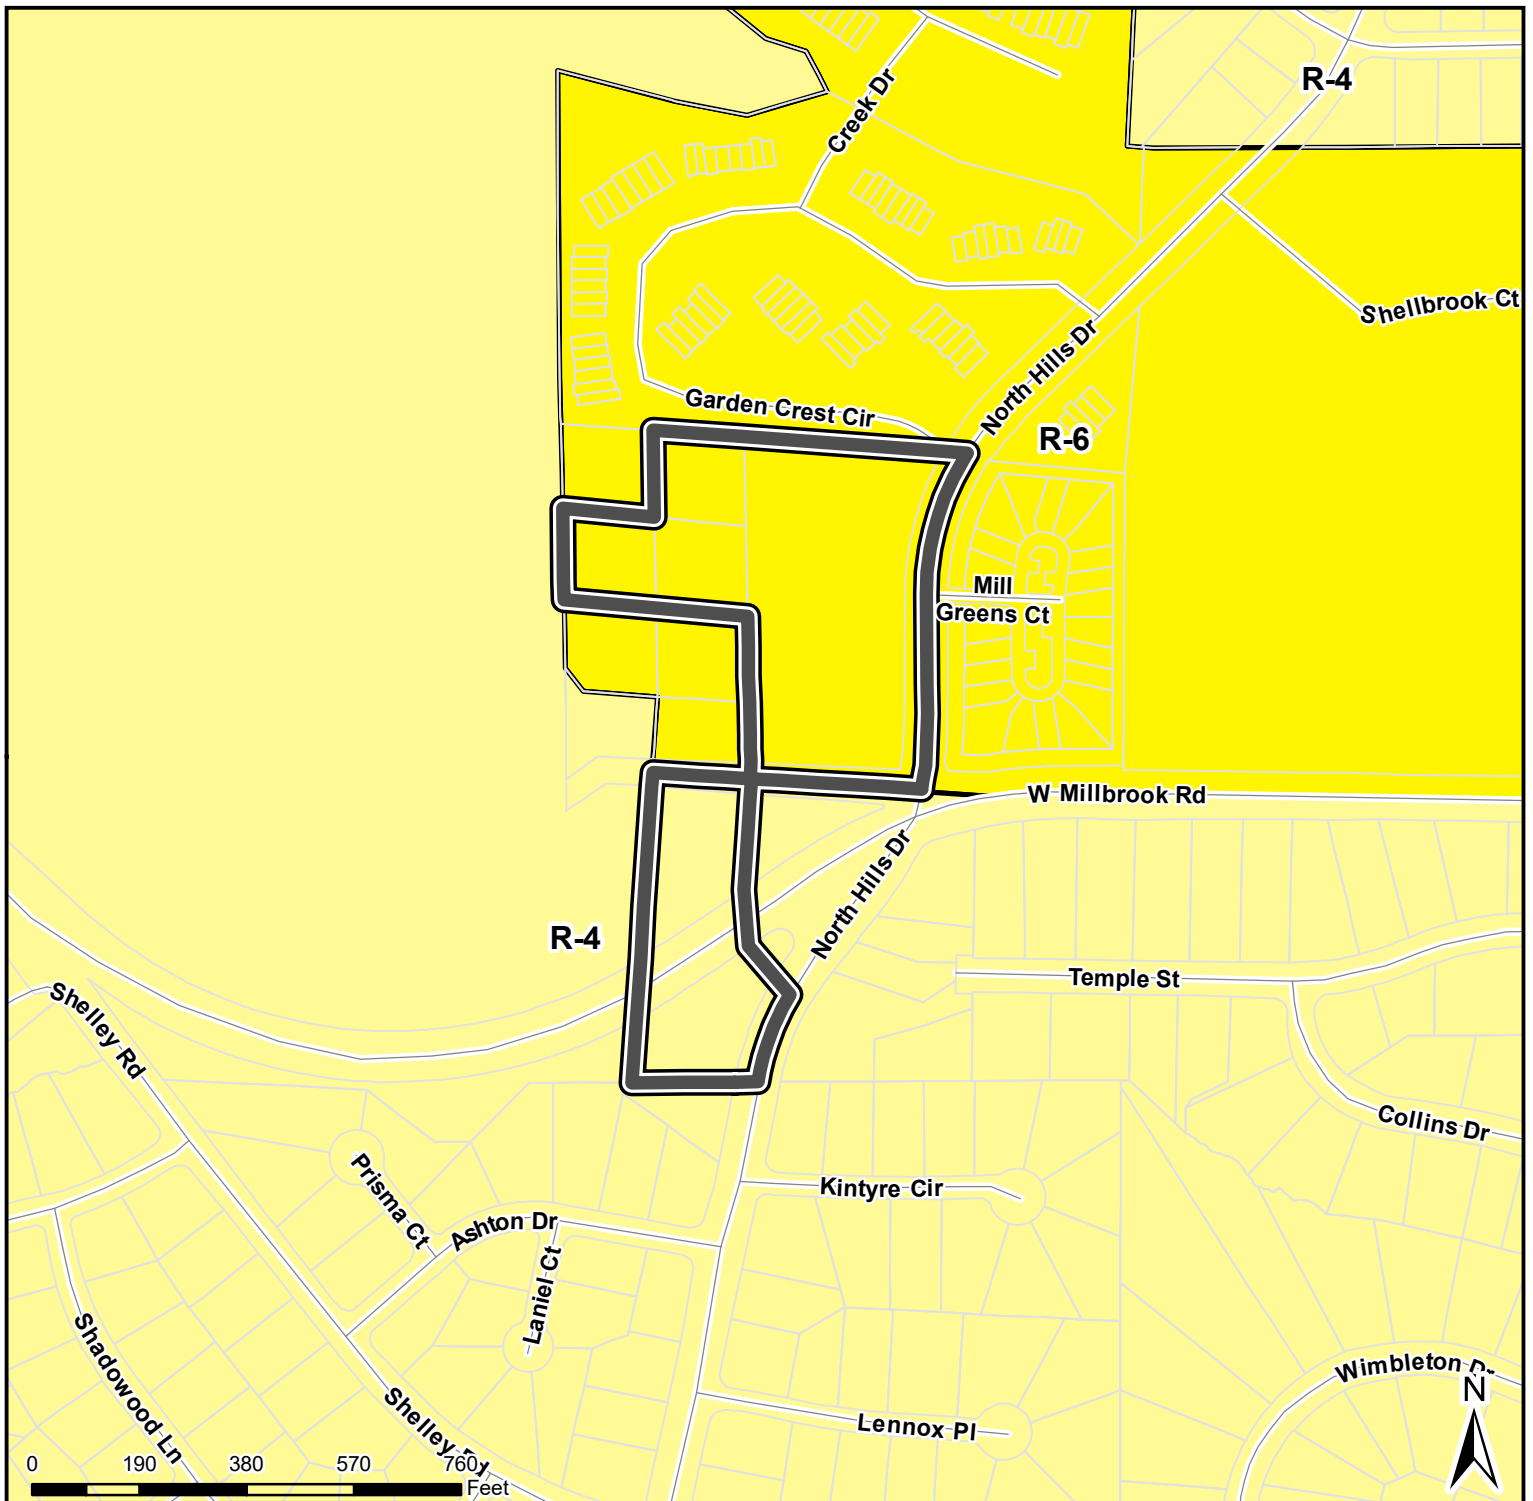 R-4
Creek Dr
Shellbrook Ct
North Hills Dr
Garden Crest Cir
R-6
Mill
Greens Ct
W Millbrook Rd
North Hills Dr
R-4
Temple St
Shelley Rd
Collins Dr
Prisma Ct
Kintyre Cir
Ashton Dr
Laniel Ct
Shadowood Ln
Wimbleton Dr
N
Shelley Rd
Lennox Pl
0 190 380 570 760
Feet